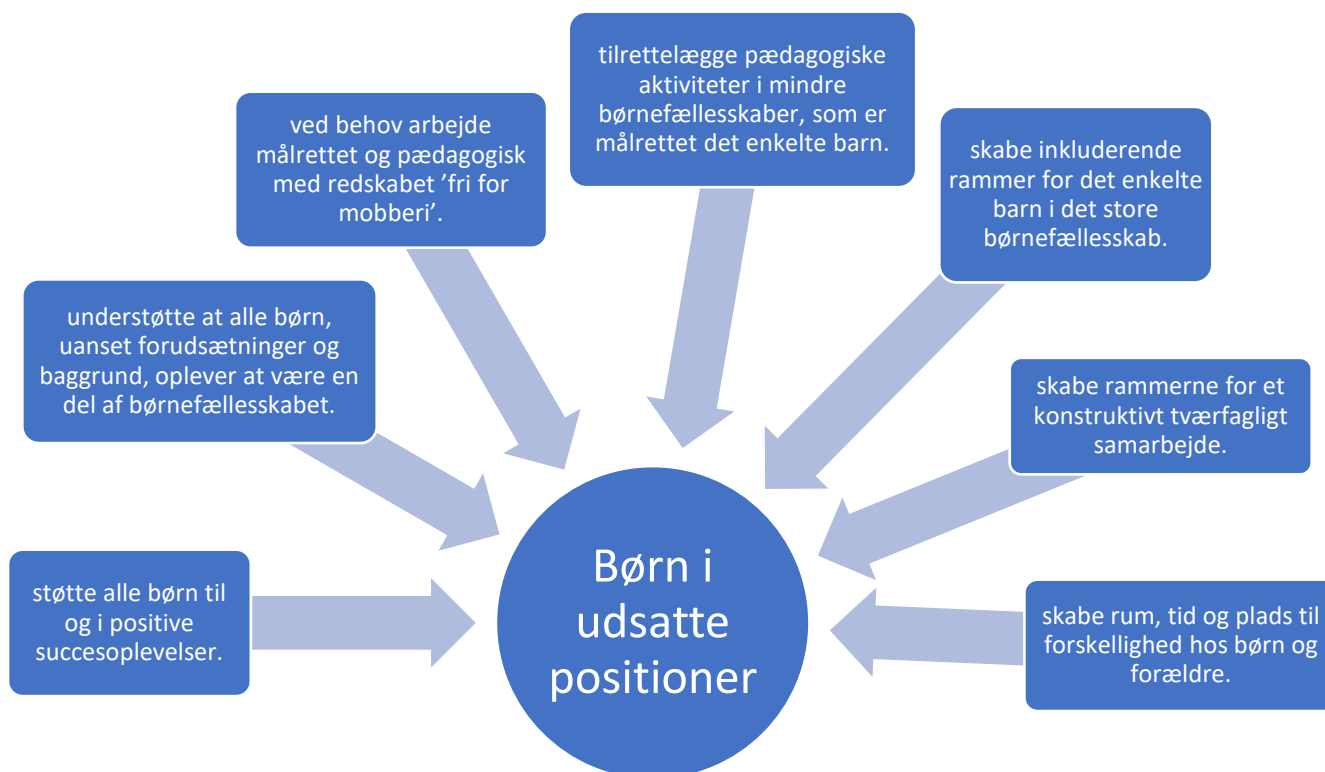 tilrettelægge pædagogiske
aktiviteter i mindre
børnefællesskaber, som er
målrettet det enkelte barn.
ved behov arbejde
målrettet og pædagogisk
med redskabet ’fri for
mobberi’.
skabe inkluderende
rammer for det enkelte
barn i det store
børnefællesskab.
understøtte at alle børn,
uanset forudsætninger og
baggrund, oplever at være en
del af børnefællesskabet.
skabe rammerne for et
konstruktivt tværfagligt
samarbejde.
støtte alle børn til
og i positive
succesoplevelser.
Børn i
udsatte
positioner
skabe rum, tid og plads til
forskellighed hos børn og
forældre.